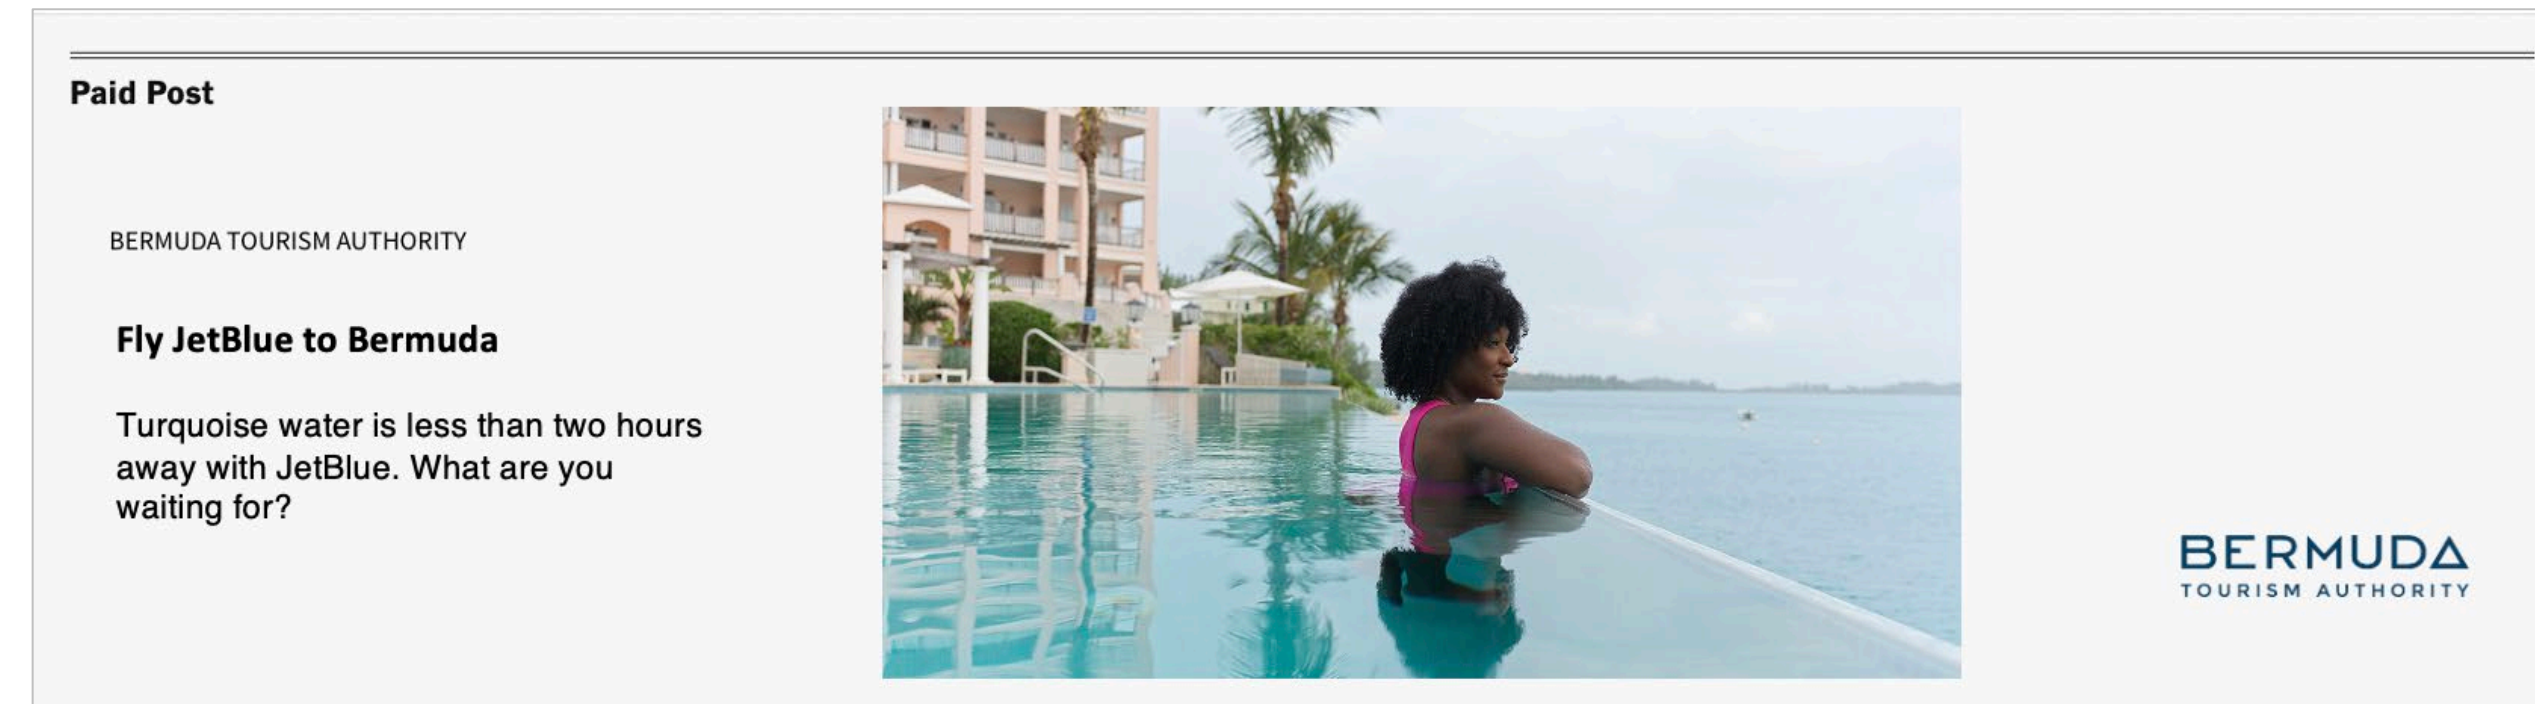 Paid Post
BERMUDA TOURISM AUTHORITY
Fly JetBlue to Bermuda
Turquoise water is less than two hours
away with JetBlue. What are you
waiting for?
BERMUDA
TOURISM AUTHORITY